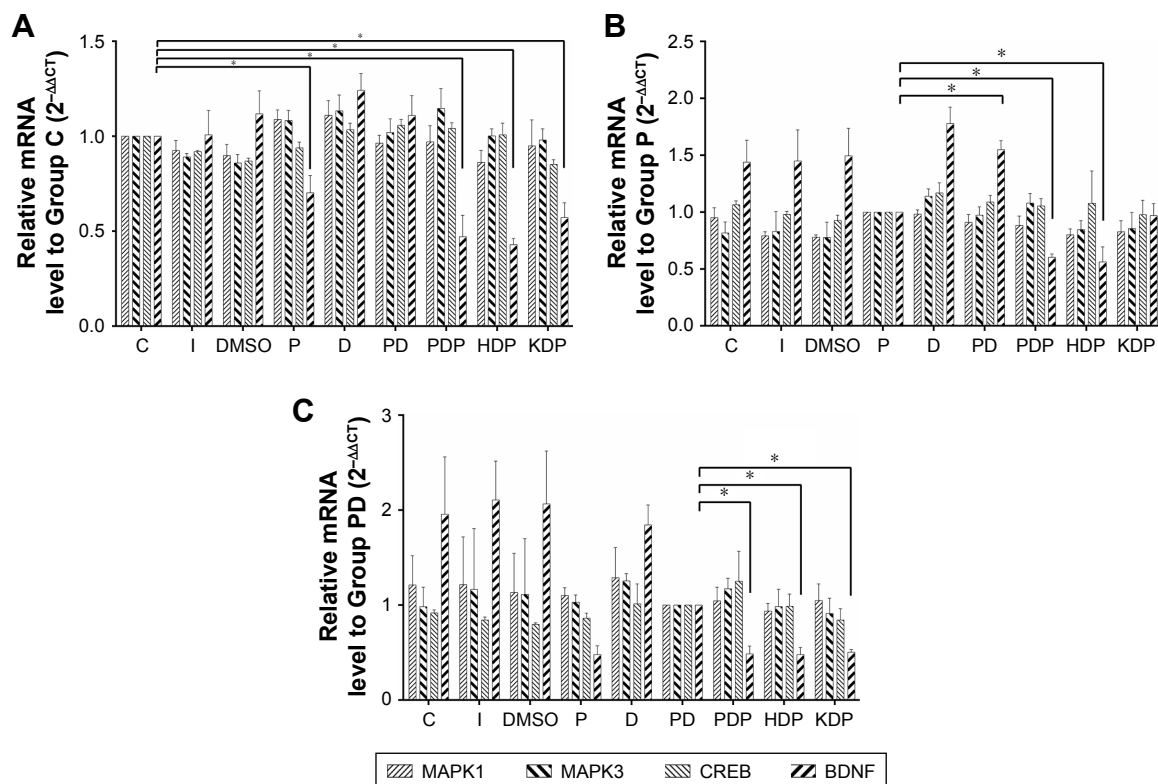 A
Relative mRNA
level to Group C (2−ΔΔCT)
1.5
1.0
0.5
0.0
*
*
*
*
C I DMSO P D PD PDP HDP KDP
B
Relative mRNA
level to Group P (2−ΔΔCT)
2.5
2.0
1.5
1.0
0.5
0.0
*
*
*
C I DMSO P D PD PDP HDP KDP
C
Relative mRNA
level to Group PD (2−ΔΔCT)
3
2
1
0
*
*
*
C I DMSO P D PD PDP HDP KDP
MAPK1 MAPK3 CREB BDNF